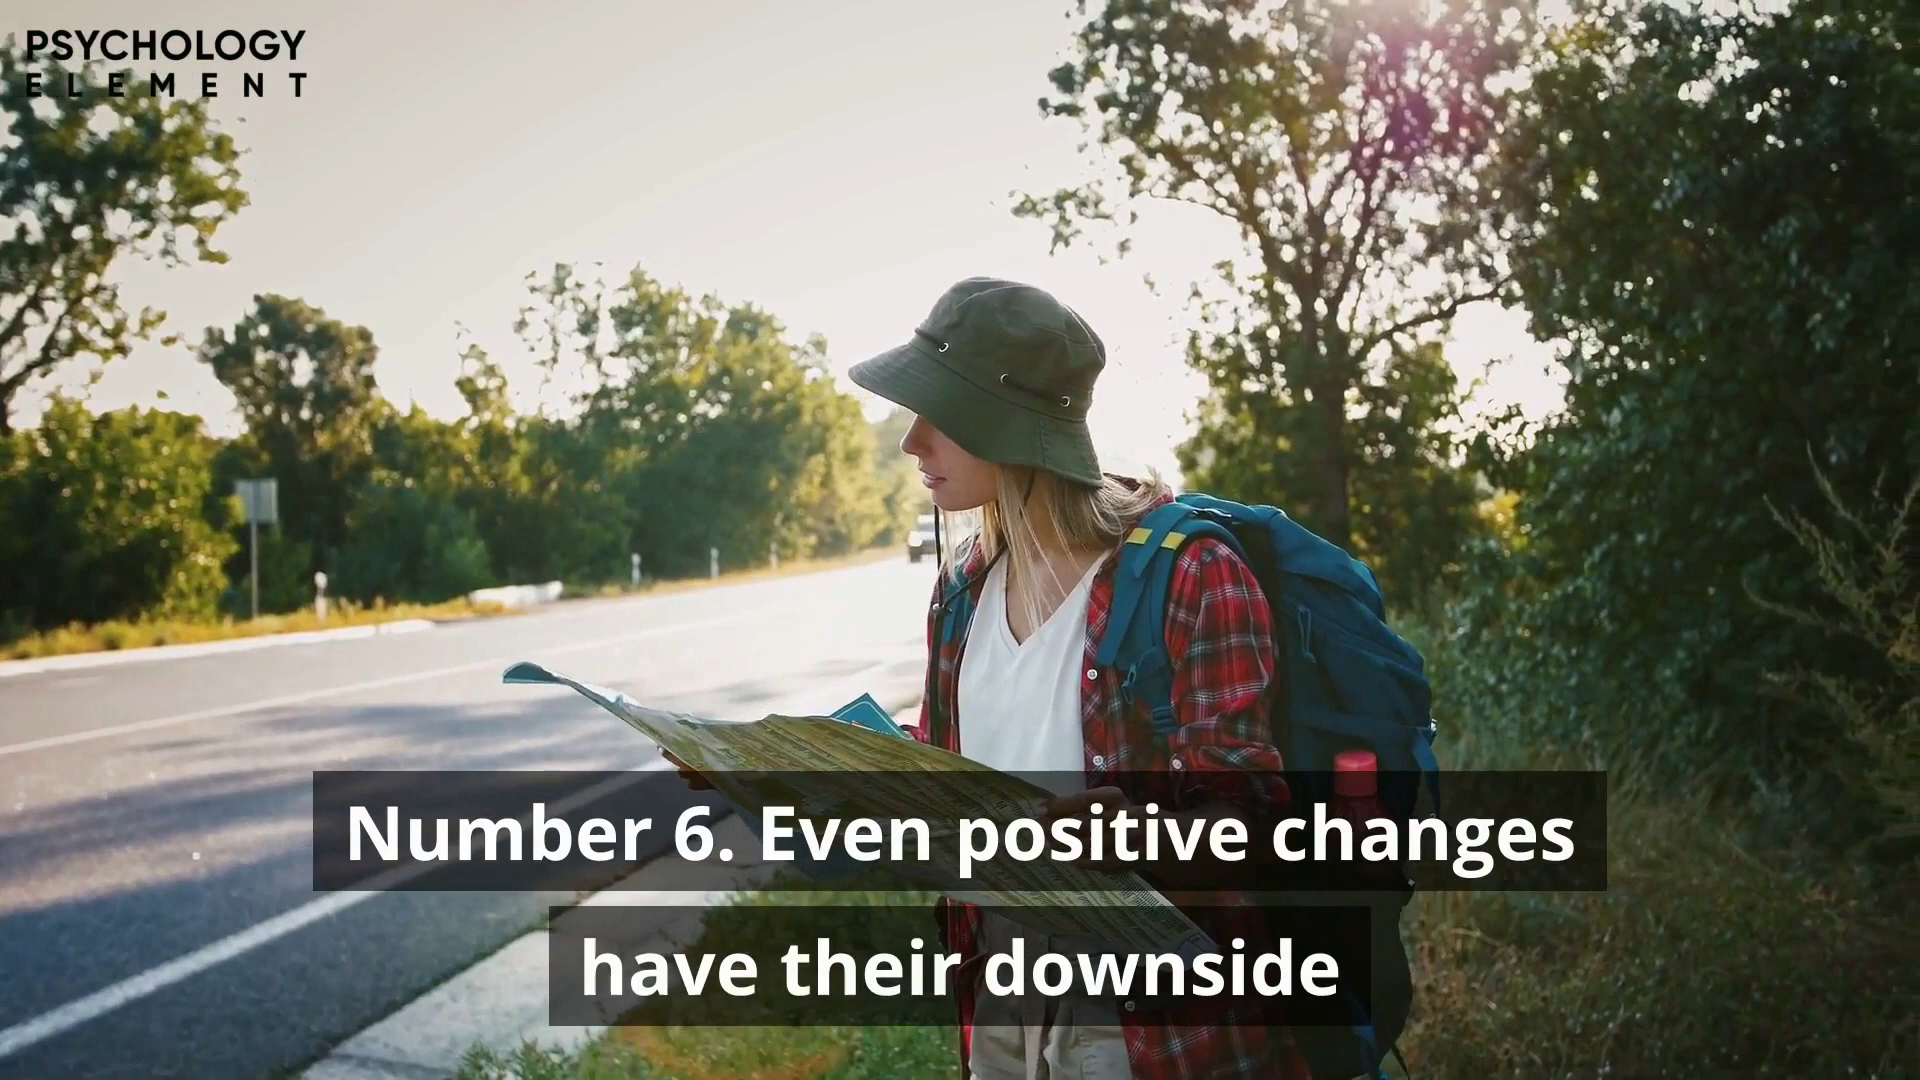 PSYCHOLOGY
ELEMENT
Number 6. Even positive changes
have their downside